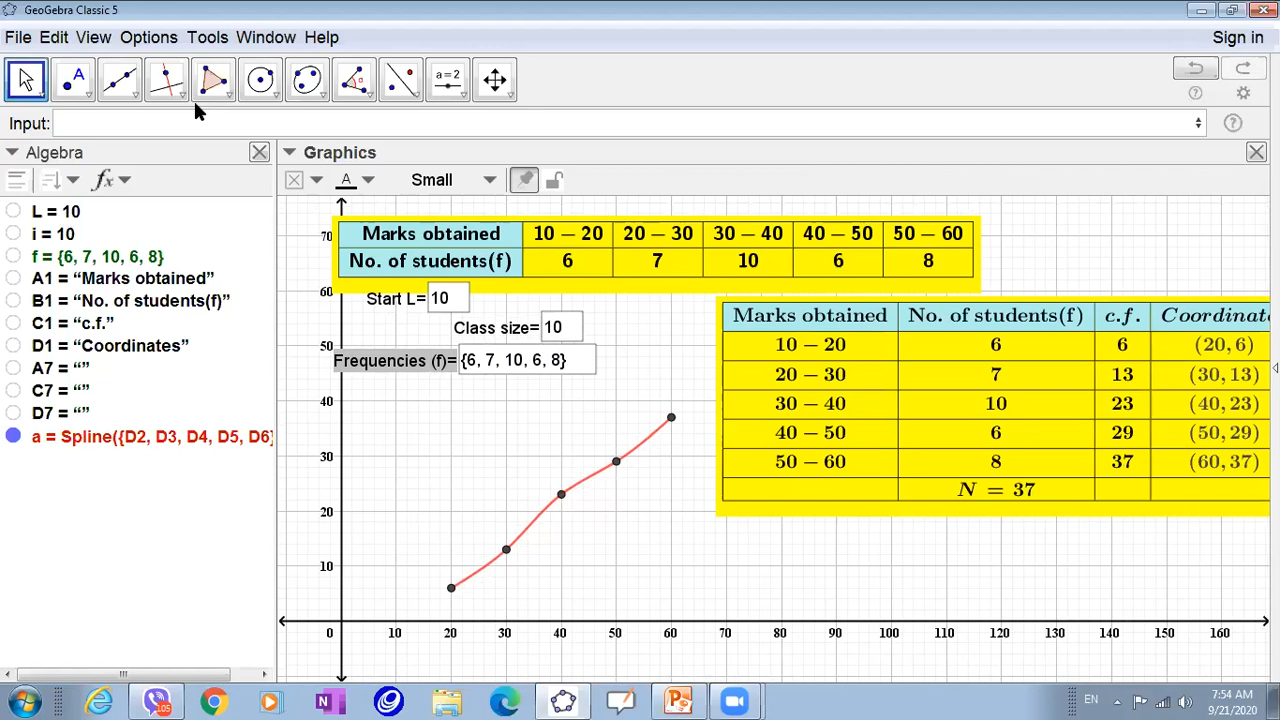 GeoGebra Classic 5
File Edit View Options Tools Window Help
Sign in
A
a = 2
Input:
Algebra
Graphics
fx
A
Small
L = 10
i = 10
f = {6, 7, 10, 6, 8}
A1 = “Marks obtained”
B1 = “No. of students(f)”
C1 = “c.f.”
D1 = “Coordinates”
A7 = “”
C7 = “”
D7 = “”
a = Spline({D2, D3, D4, D5, D6}
Marks obtained 10 – 20 20 – 30 30 – 40 40 – 50 50 – 60
No. of students(f) 6 7 10 6 8
Start L= 10
Class size= 10
Frequencies (f)= {6, 7, 10, 6, 8}
Marks obtained No. of students(f) c.f. Coordinate
10 – 20 6 6 (20, 6)
20 – 30 7 13 (30, 13)
30 – 40 10 23 (40, 23)
40 – 50 6 29 (50, 29)
50 – 60 8 37 (60, 37)
N = 37
70
60
50
40
30
20
10
0 10 20 30 40 50 60 70 80 90 100 110 120 130 140 150 160
105
EN
7:54 AM
9/21/2020